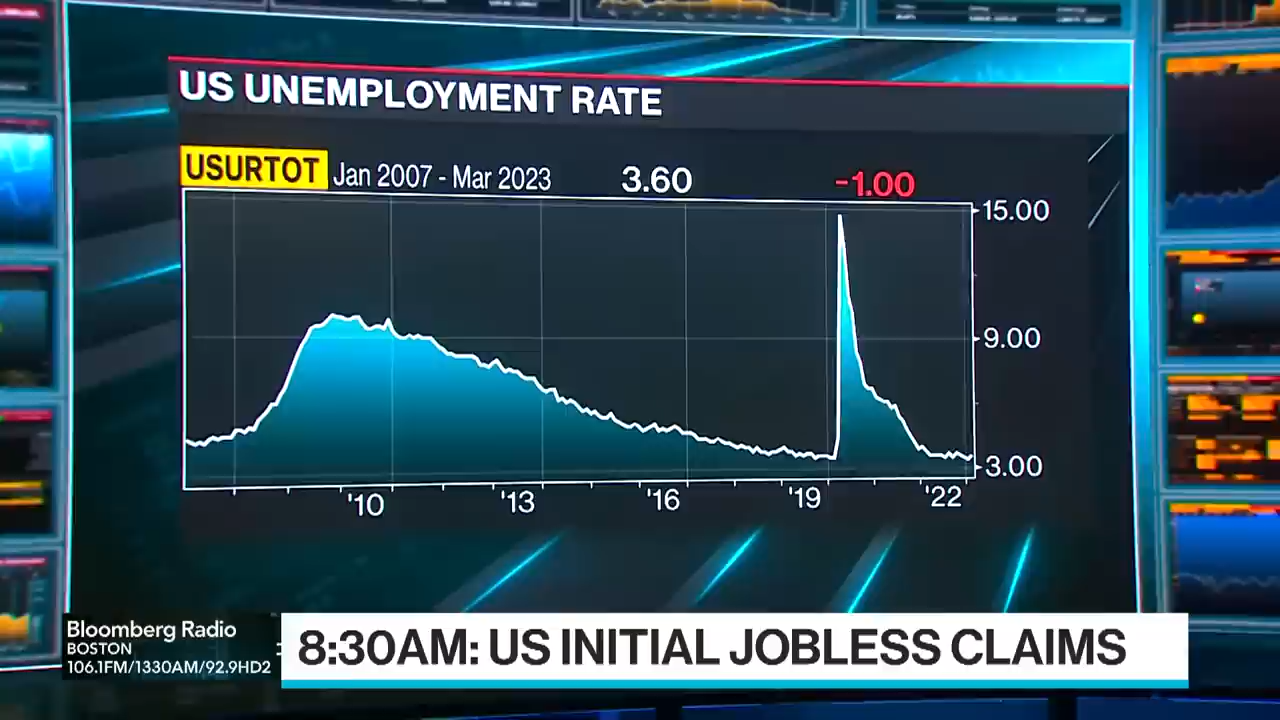 US UNEMPLOYMENT RATE
USURTOT Jan 2007 - Mar 2023 3.60 -1.00
15.00
9.00
3.00
'10 '13 '16 '19 '22
Bloomberg Radio
BOSTON
106.1FM/1330AM/92.9HD2
8:30AM: US INITIAL JOBLESS CLAIMS